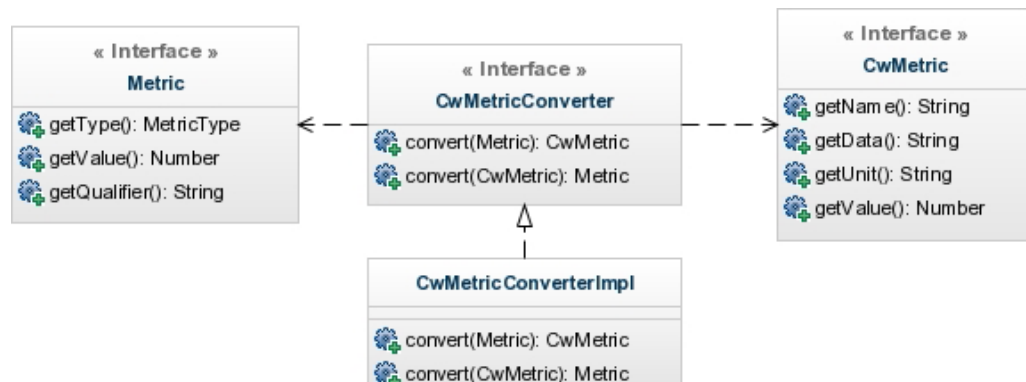 « Interface »
Metric
getType(): MetricType
getValue(): Number
getQualifier(): String
« Interface »
CwMetricConverter
convert(Metric): CwMetric
convert(CwMetric): Metric
« Interface »
CwMetric
getName(): String
getData(): String
getUnit(): String
getValue(): Number
CwMetricConverterImpl
convert(Metric): CwMetric
convert(CwMetric): Metric